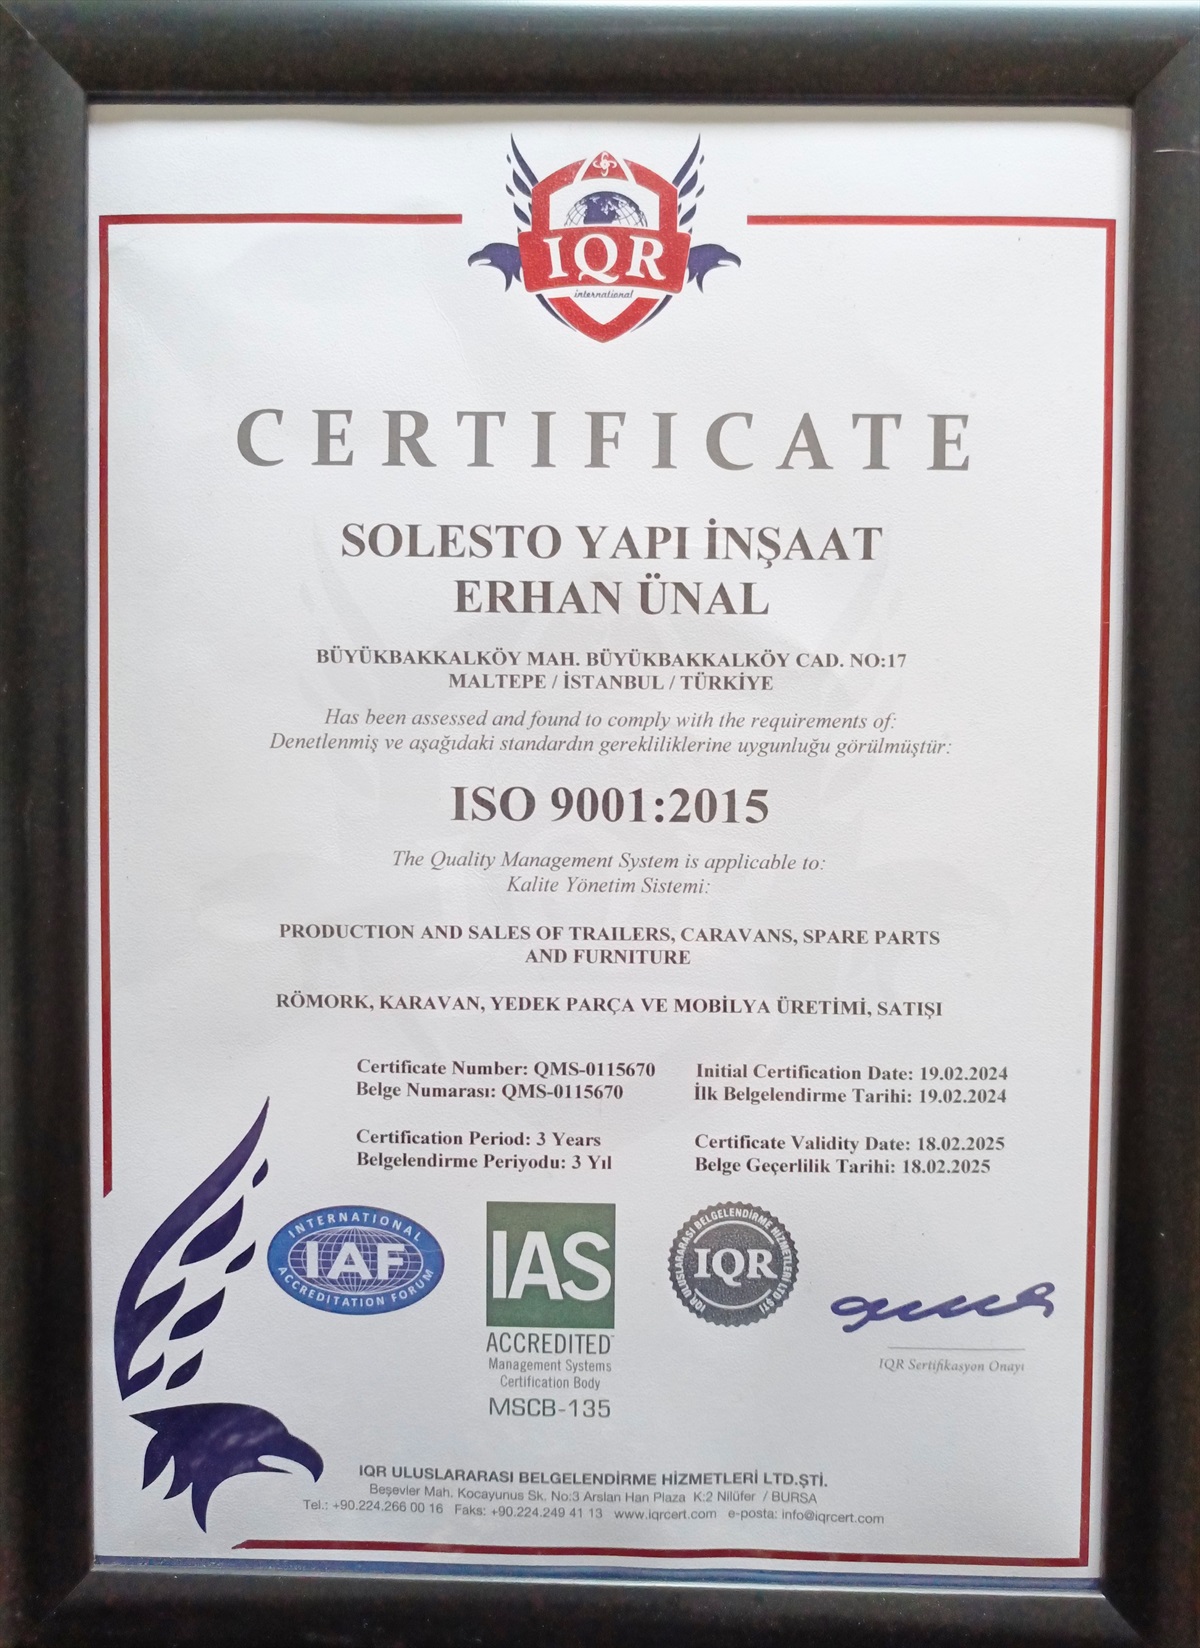 IQR
international
CERTIFICATE
SOLESTO YAPI İNŞAAT
ERHAN ÜNAL
BÜYÜKBAKKALKÖY MAH. BÜYÜKBAKKALKÖY CAD. NO:17
MALTEPE / İSTANBUL / TÜRKİYE
Has been assessed and found to comply with the requirements of:
Denetlenmiş ve aşağıdaki standardın gerekliliklerine uygunluğu görülmüştür:
ISO 9001:2015
The Quality Management System is applicable to:
Kalite Yönetim Sistemi:
PRODUCTION AND SALES OF TRAILERS, CARAVANS, SPARE PARTS
AND FURNITURE
RÖMORK, KARAVAN, YEDEK PARÇA VE MOBİLYA ÜRETİMİ, SATIŞI
Certificate Number: QMS-0115670
Belge Numarası: QMS-0115670
Initial Certification Date: 19.02.2024
İlk Belgelendirme Tarihi: 19.02.2024
Certification Period: 3 Years
Belgelendirme Periyodu: 3 Yıl
Certificate Validity Date: 18.02.2025
Belge Geçerlilik Tarihi: 18.02.2025
INTERNATIONAL
IAF
ACCREDITATION FORUM
IAS
ACCREDITED
Management Systems
Certification Body
MSCB-135
IQR ULUSLARARASI BELGELENDİRME HİZMETLERİ LTD ŞTİ
IQR
IQR Sertifikasyon Onayı
IQR ULUSLARARASI BELGELENDİRME HİZMETLERİ LTD.ŞTİ.
Beşevler Mah. Kocayunus Sk. No:3 Arslan Han Plaza K:2 Nilüfer / BURSA
Tel.: +90.224.266 00 16 Faks: +90.224.249 41 13 www.iqrcert.com e-posta: info@iqrcert.com